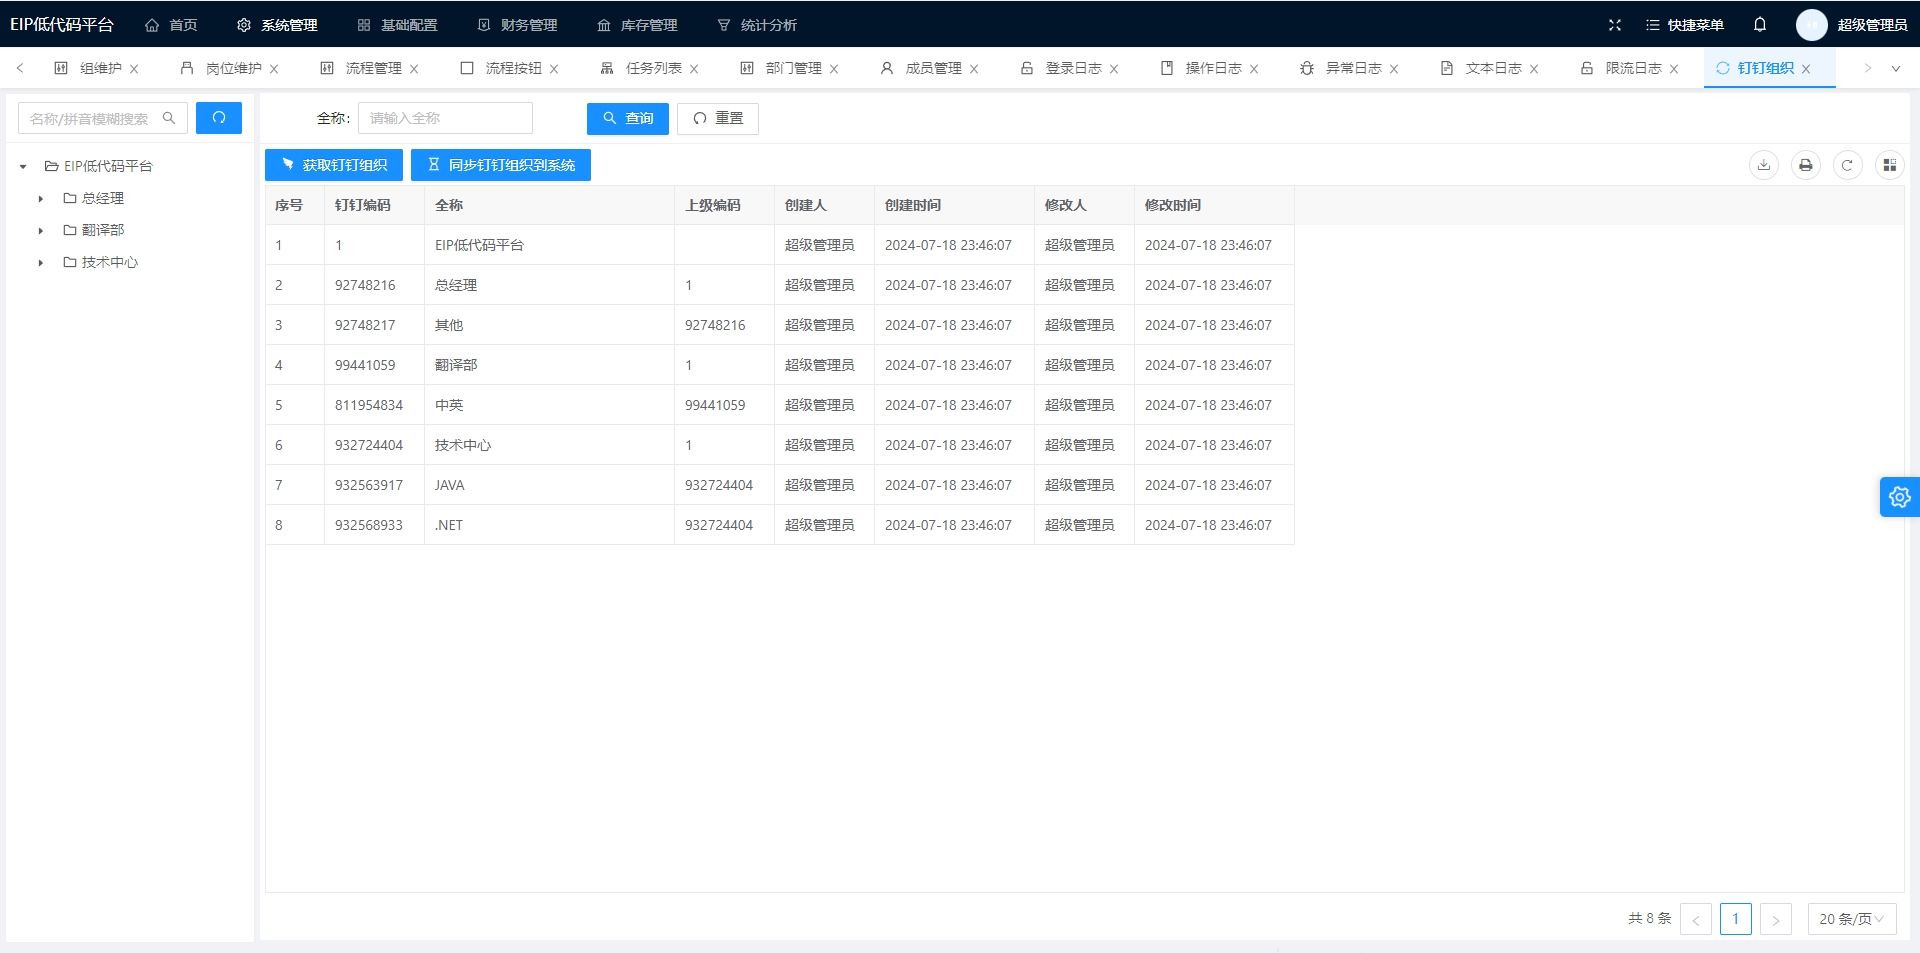 EIP低代码平台 首页 系统管理 基础配置 财务管理 库存管理 统计分析 快捷菜单 超级管理员
组维护 岗位维护 流程管理 流程按钮 任务列表 部门管理 成员管理 登录日志 操作日志 异常日志 文本日志 限流日志 钉钉组织
名称/拼音模糊搜索
EIP低代码平台
总经理
翻译部
技术中心
全称: 请输入全称 查询 重置
获取钉钉组织 同步钉钉组织到系统
序号 钉钉编码 全称 上级编码 创建人 创建时间 修改人 修改时间
1 1 EIP低代码平台 超级管理员 2024-07-18 23:46:07 超级管理员 2024-07-18 23:46:07
2 92748216 总经理 1 超级管理员 2024-07-18 23:46:07 超级管理员 2024-07-18 23:46:07
3 92748217 其他 92748216 超级管理员 2024-07-18 23:46:07 超级管理员 2024-07-18 23:46:07
4 99441059 翻译部 1 超级管理员 2024-07-18 23:46:07 超级管理员 2024-07-18 23:46:07
5 811954834 中英 99441059 超级管理员 2024-07-18 23:46:07 超级管理员 2024-07-18 23:46:07
6 932724404 技术中心 1 超级管理员 2024-07-18 23:46:07 超级管理员 2024-07-18 23:46:07
7 932563917 JAVA 932724404 超级管理员 2024-07-18 23:46:07 超级管理员 2024-07-18 23:46:07
8 932568933 .NET 932724404 超级管理员 2024-07-18 23:46:07 超级管理员 2024-07-18 23:46:07
共 8 条 1 20 条/页